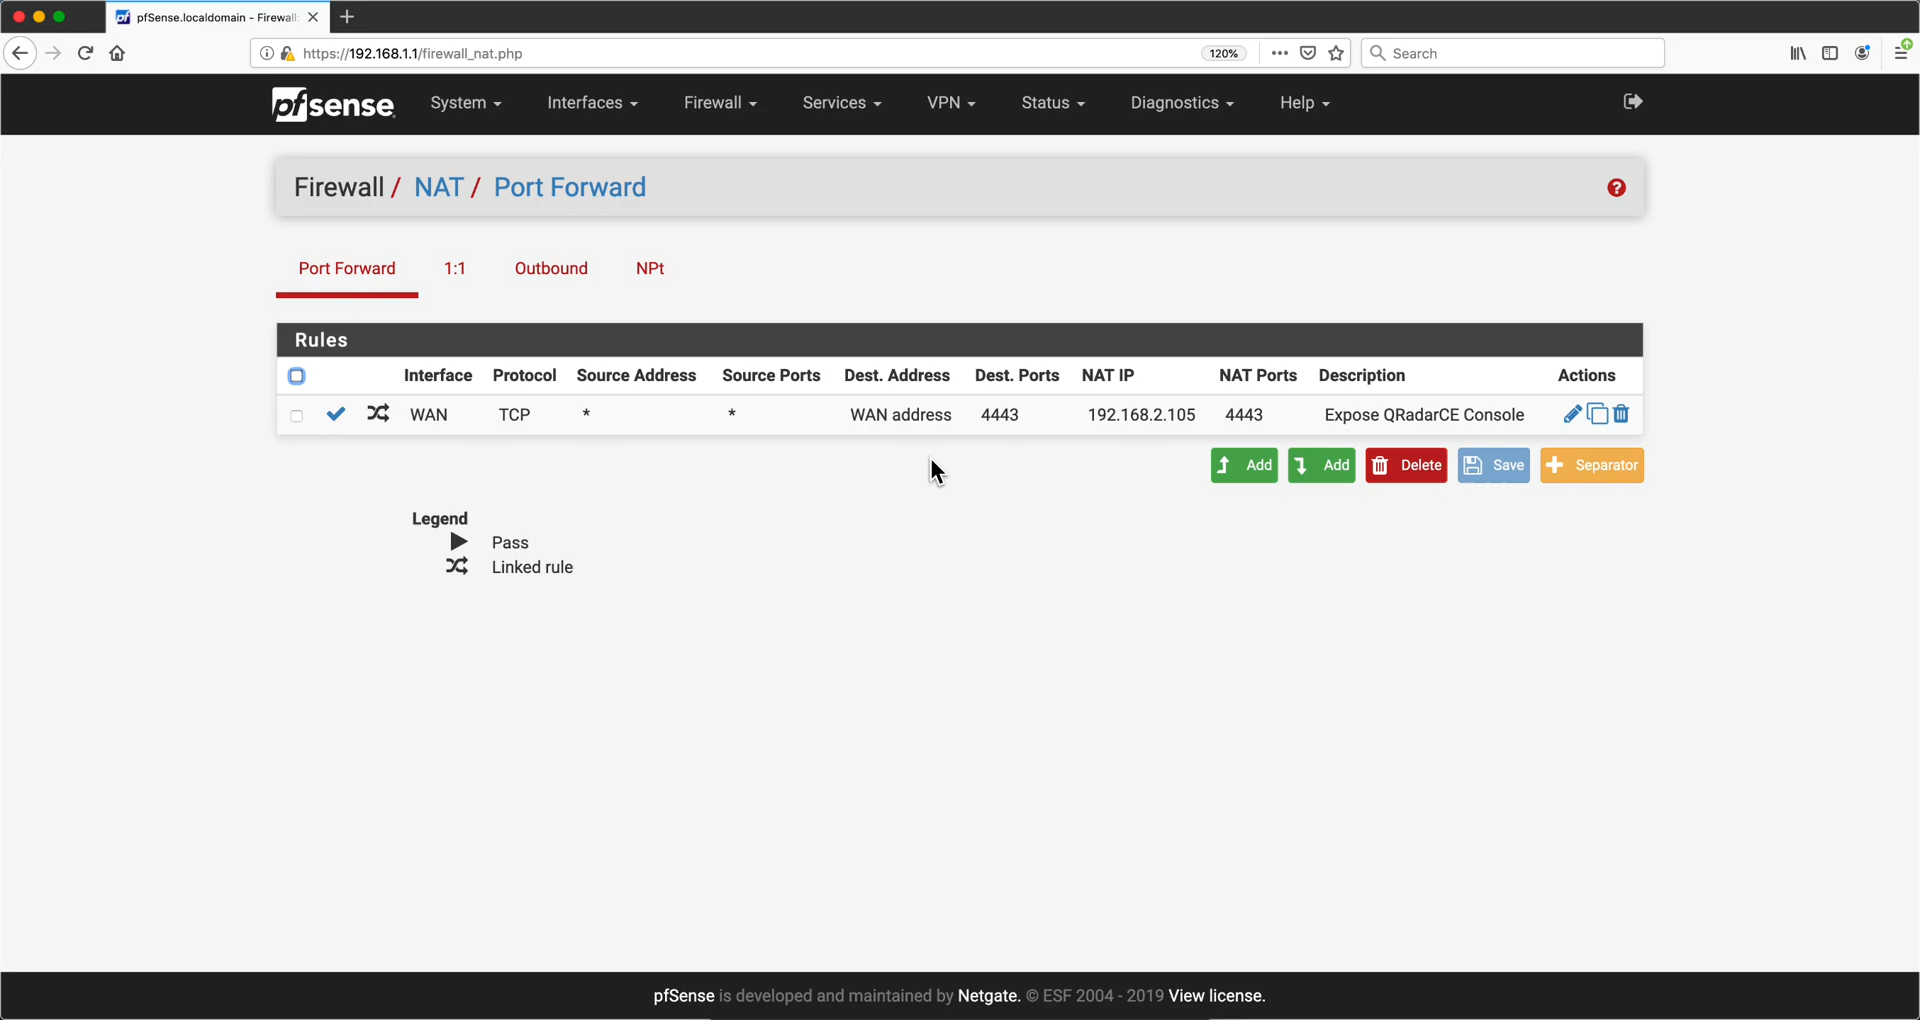 pfSense.localdomain - Firewall:
https://192.168.1.1/firewall_nat.php 120% Search
pfsense System Interfaces Firewall Services VPN Status Diagnostics Help
Firewall / NAT / Port Forward
Port Forward 1:1 Outbound NPt
Rules
Interface Protocol Source Address Source Ports Dest. Address Dest. Ports NAT IP NAT Ports Description Actions
WAN TCP * * WAN address 4443 192.168.2.105 4443 Expose QRadarCE Console
Add Add Delete Save Separator
Legend
Pass
Linked rule
pfSense is developed and maintained by Netgate. © ESF 2004 - 2019 View license.